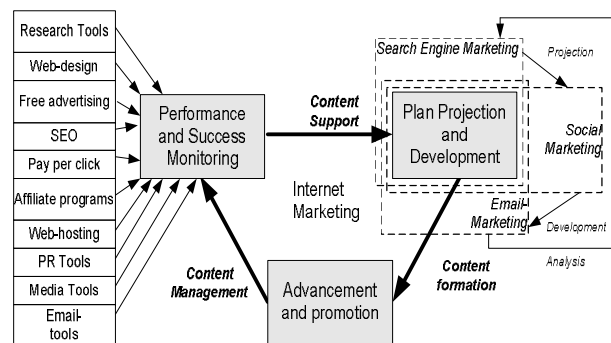 Research Tools
Web-design
Free advertising
SEO
Pay per click
Affiliate programs
Web-hosting
PR Tools
Media Tools
Email-
tools
Performance
and Success
Monitoring
Content
Support
Search Engine Marketing
Projection
Plan Projection
and
Development
Social
Marketing
Internet
Marketing
Email-
Marketing
Development
Analysis
Content
Management
Content
formation
Advancement
and promotion